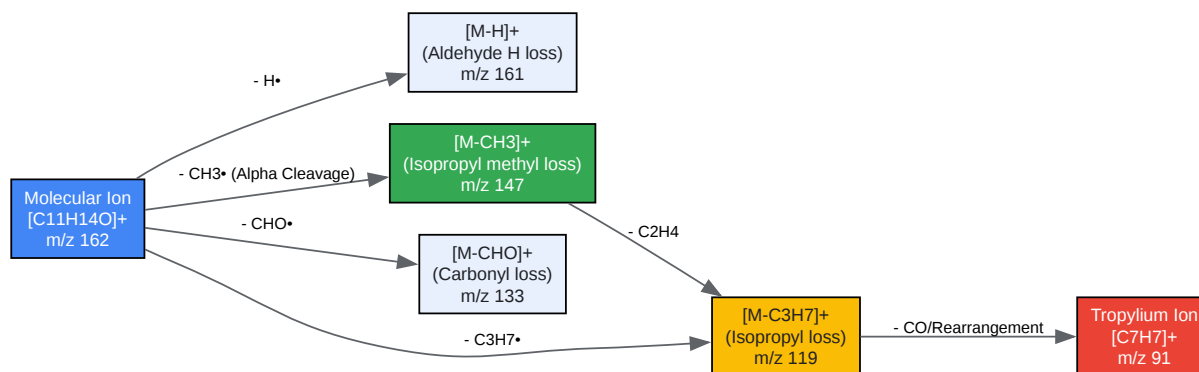 [M-H]+
(Aldehyde H loss)
m/z 161
- H•
[M-CH3]+
(Isopropyl methyl loss)
m/z 147
- CH3• (Alpha Cleavage)
Molecular Ion
[C11H14O]+
m/z 162
- CHO•
- C2H4
[M-CHO]+
(Carbonyl loss)
m/z 133
- C3H7•
[M-C3H7]+
(Isopropyl loss)
m/z 119
- CO/Rearrangement
Tropylium Ion
[C7H7]+
m/z 91